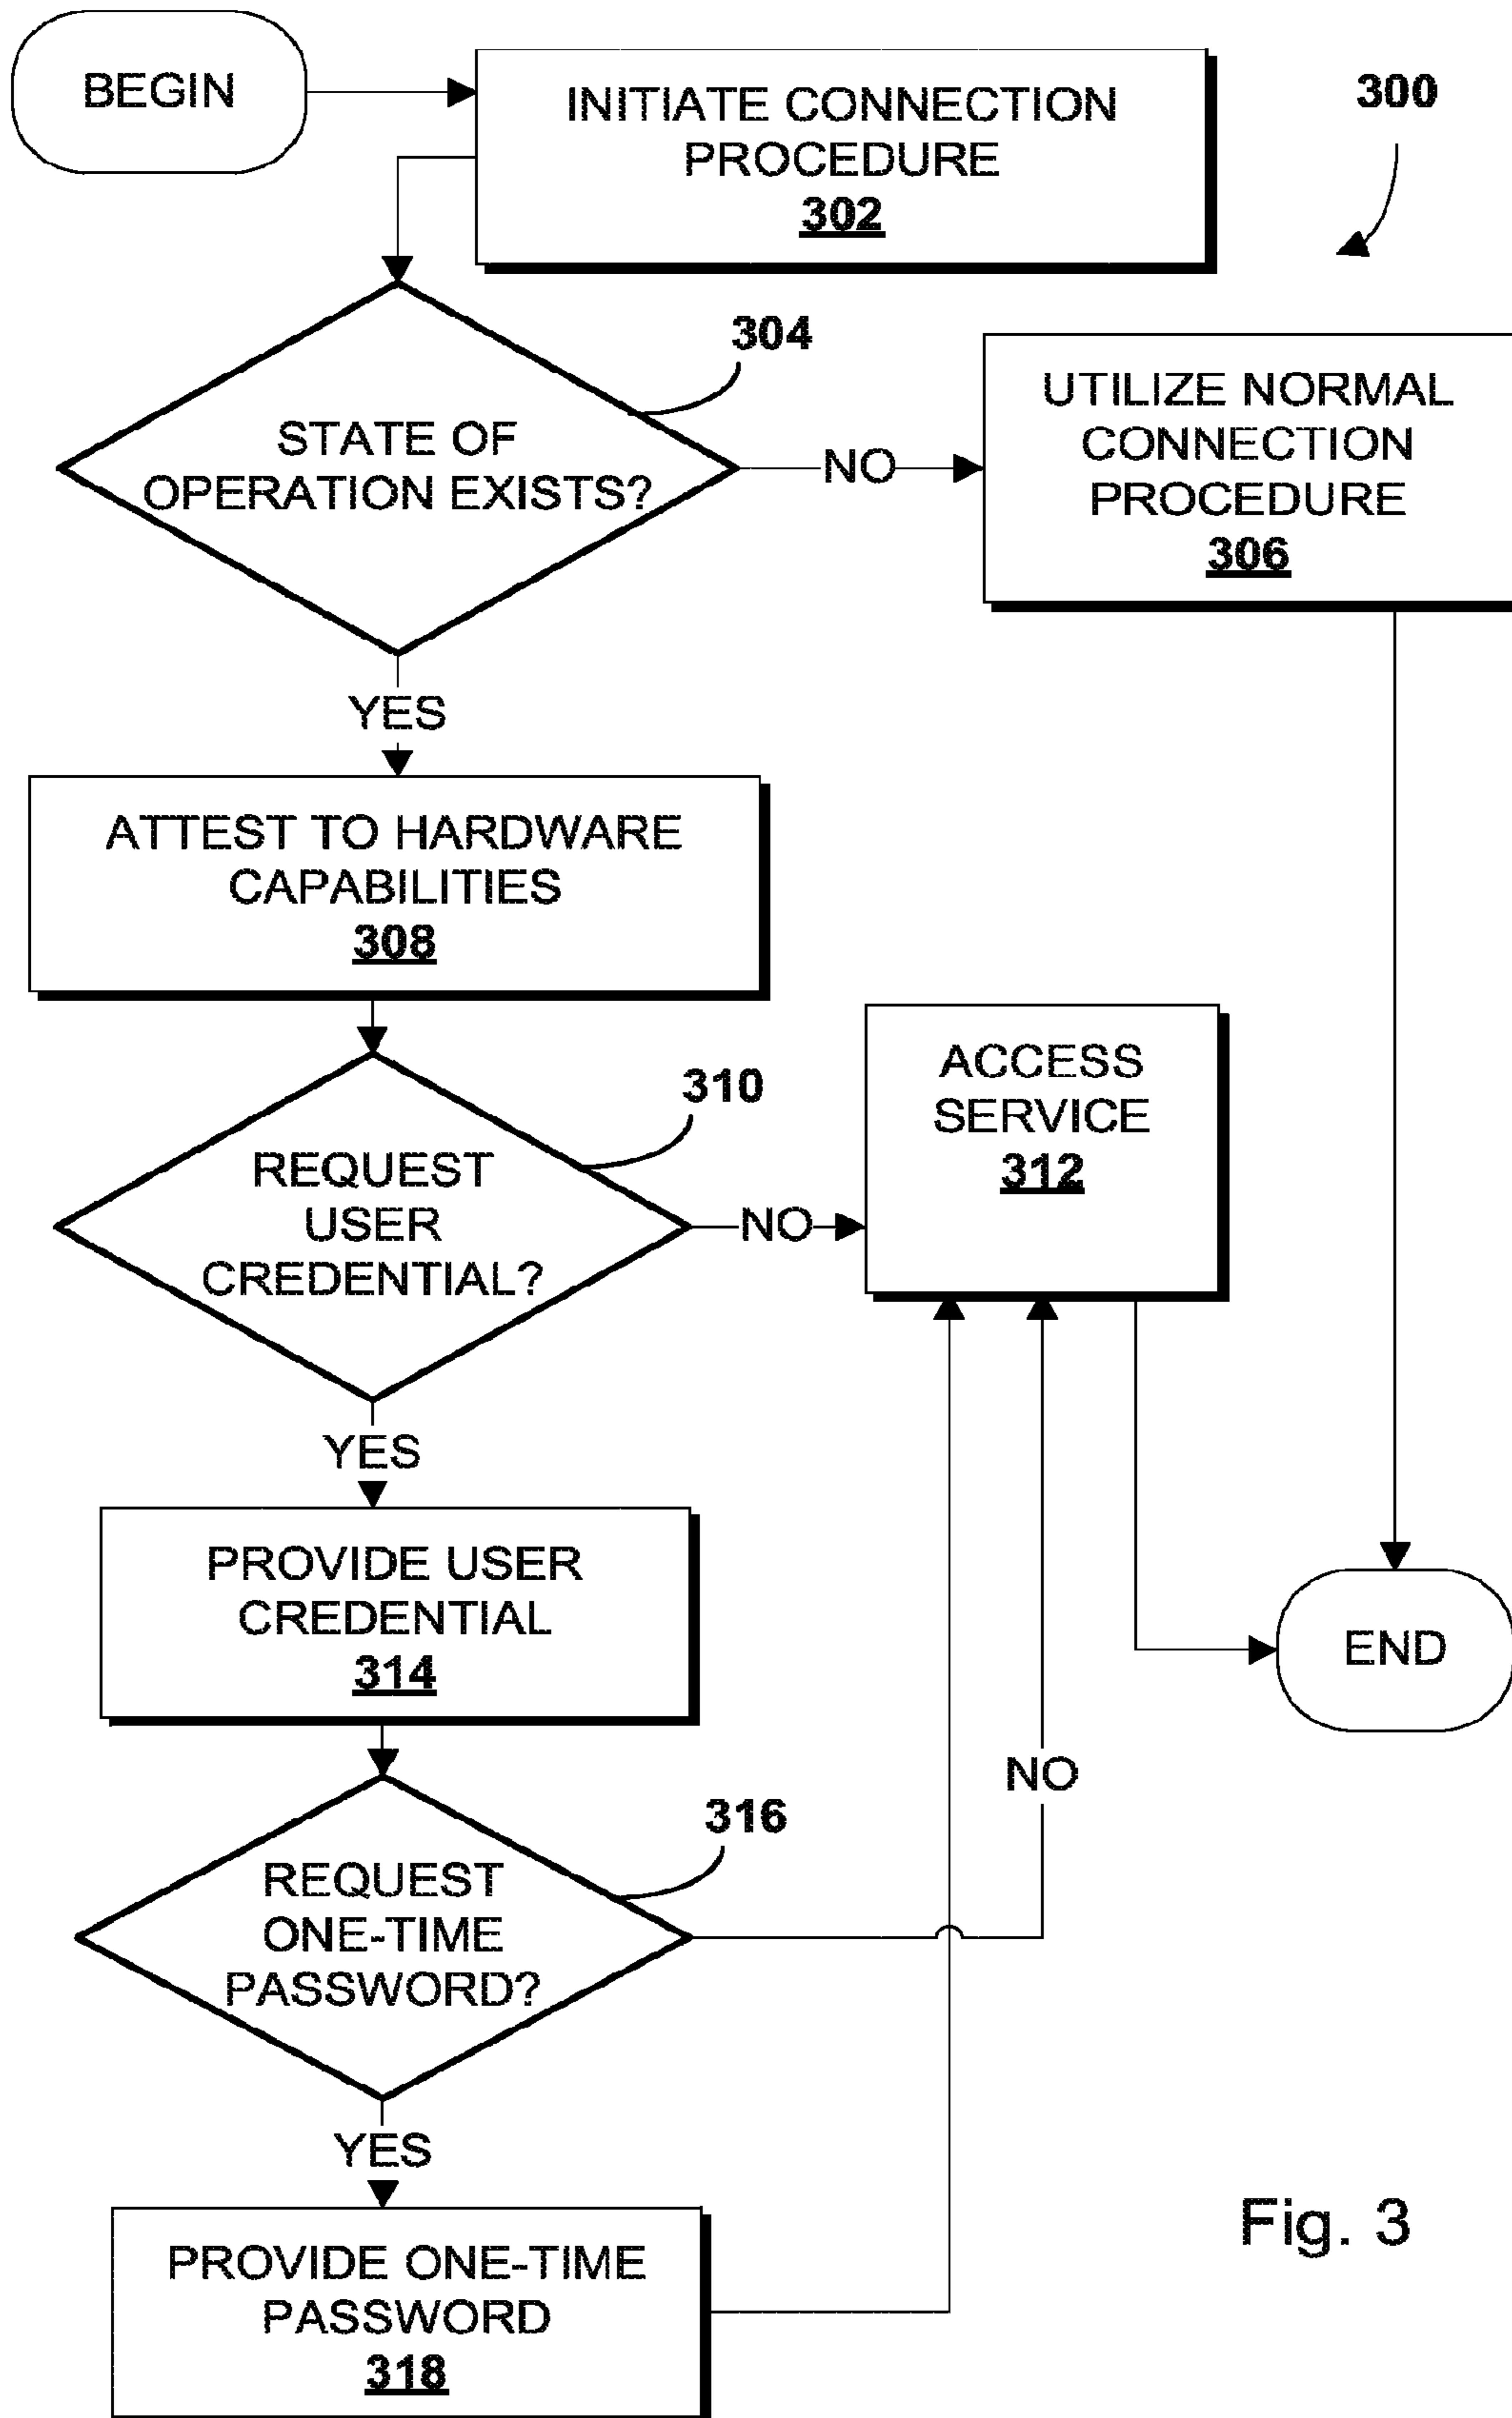 BEGIN
INITIATE CONNECTION
PROCEDURE
302
300
304
STATE OF
OPERATION EXISTS?
NO
UTILIZE NORMAL
CONNECTION
PROCEDURE
306
YES
ATTEST TO HARDWARE
CAPABILITIES
308
310
REQUEST
USER
CREDENTIAL?
NO
ACCESS
SERVICE
312
YES
PROVIDE USER
CREDENTIAL
314
END
NO
316
REQUEST
ONE-TIME
PASSWORD?
YES
PROVIDE ONE-TIME
PASSWORD
318
Fig. 3